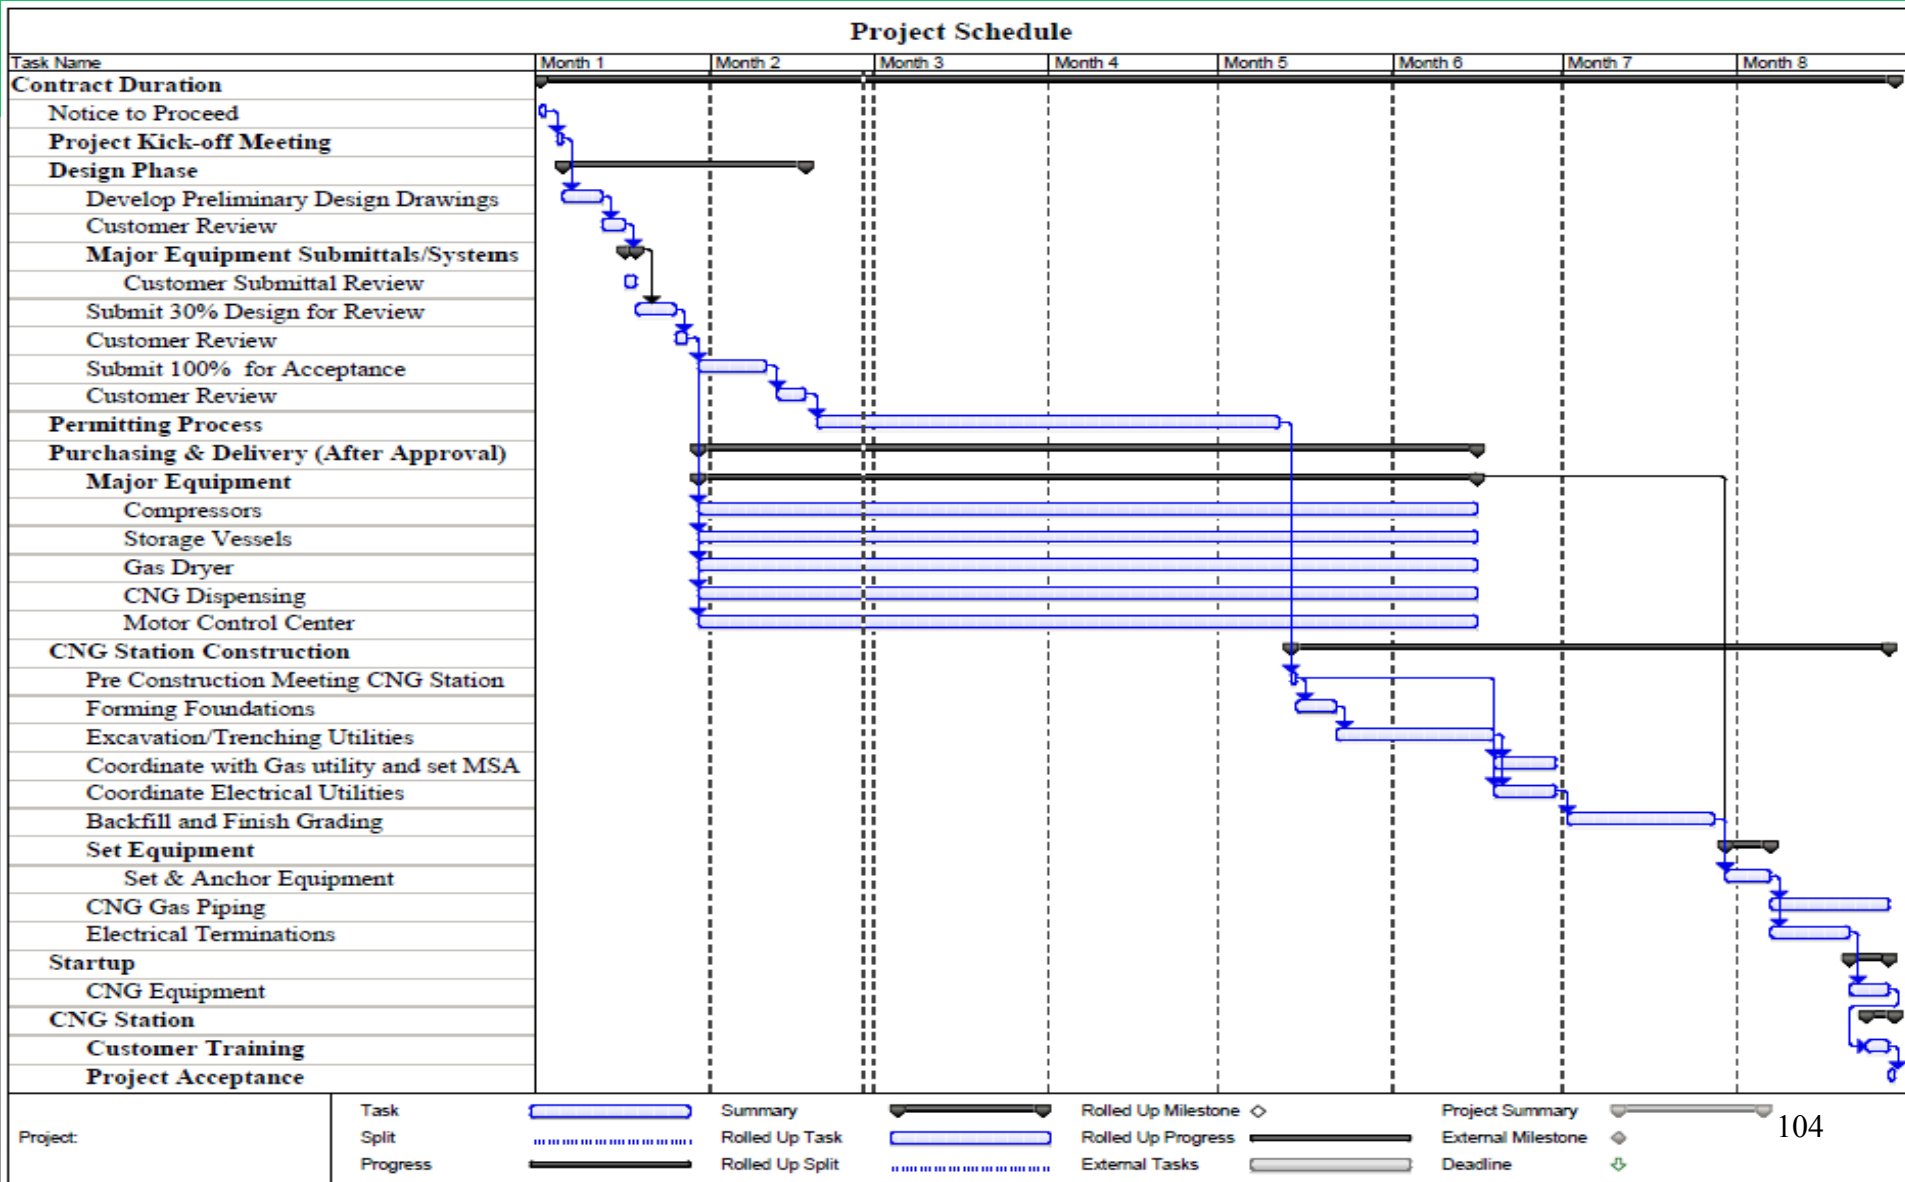 Project Schedule
Task Name Month 1 Month 2 Month 3 Month 4 Month 5 Month 6 Month 7 Month 8
Contract Duration
Notice to Proceed
Project Kick-off Meeting
Design Phase
Develop Preliminary Design Drawings
Customer Review
Major Equipment Submittals/Systems
Customer Submittal Review
Submit 30% Design for Review
Customer Review
Submit 100% for Acceptance
Customer Review
Permitting Process
Purchasing & Delivery (After Approval)
Major Equipment
Compressors
Storage Vessels
Gas Dryer
CNG Dispensing
Motor Control Center
CNG Station Construction
Pre Construction Meeting CNG Station
Forming Foundations
Excavation/Trenching Utilities
Coordinate with Gas utility and set MSA
Coordinate Electrical Utilities
Backfill and Finish Grading
Set Equipment
Set & Anchor Equipment
CNG Gas Piping
Electrical Terminations
Startup
CNG Equipment
CNG Station
Customer Training
Project Acceptance
Project:
Task Summary Rolled Up Milestone Project Summary
Split Rolled Up Task Rolled Up Progress External Milestone
Progress Rolled Up Split External Tasks Deadline
104